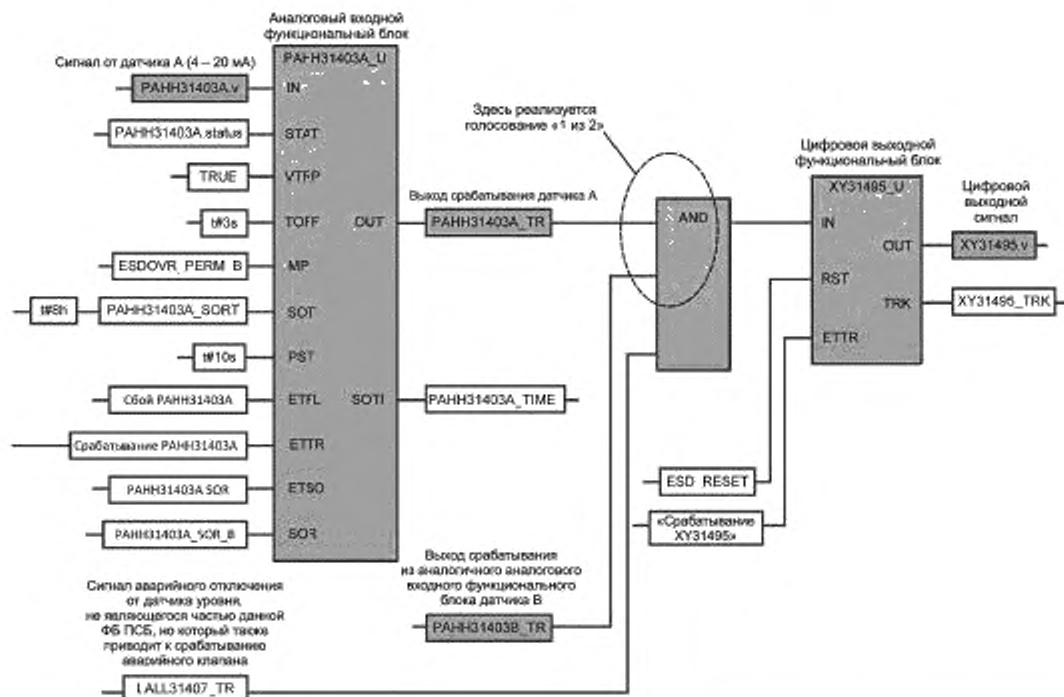 Аналоговый входной
функциональный блок
Сигнал от датчика А (4 – 20 мА)
PAHH31403A_U
PAHH31403A.v
IN
PAHH31403A.status
STAT
TRUE
VTRP
t#3s
TOFF
OUT
ESDOVR_PERM_B
MP
t#8h
PAHH31403A_SORT
SOT
t#10s
PST
Сбой PAHH31403A
ETFL
SOTI
PAHH31403A_TIME
Срабатывание PAHH31403A
ETTR
PAHH31403A SOR
ETSO
PAHH31403A_SOR_B
SOR
Выход срабатывания датчика А
PAHH31403A_TR
Здесь реализуется
голосование «1 из 2»
AND
Цифровой выходной
функциональный блок
XY31495_U
IN
OUT
RST
TRK
ETTR
Цифровой
выходной
сигнал
XY31495.v
XY31495_TRK
ESD_RESET
«Срабатывание
XY31495»
Выход срабатывания
из аналогичного аналогового
входного функционального
блока датчика В
PAHH31403B_TR
Сигнал аварийного отключения
от датчика уровня,
не являющегося частью данной
ФБ ПСБ, но который также
приводит к срабатыванию
аварийного клапана
LALL31407_TR